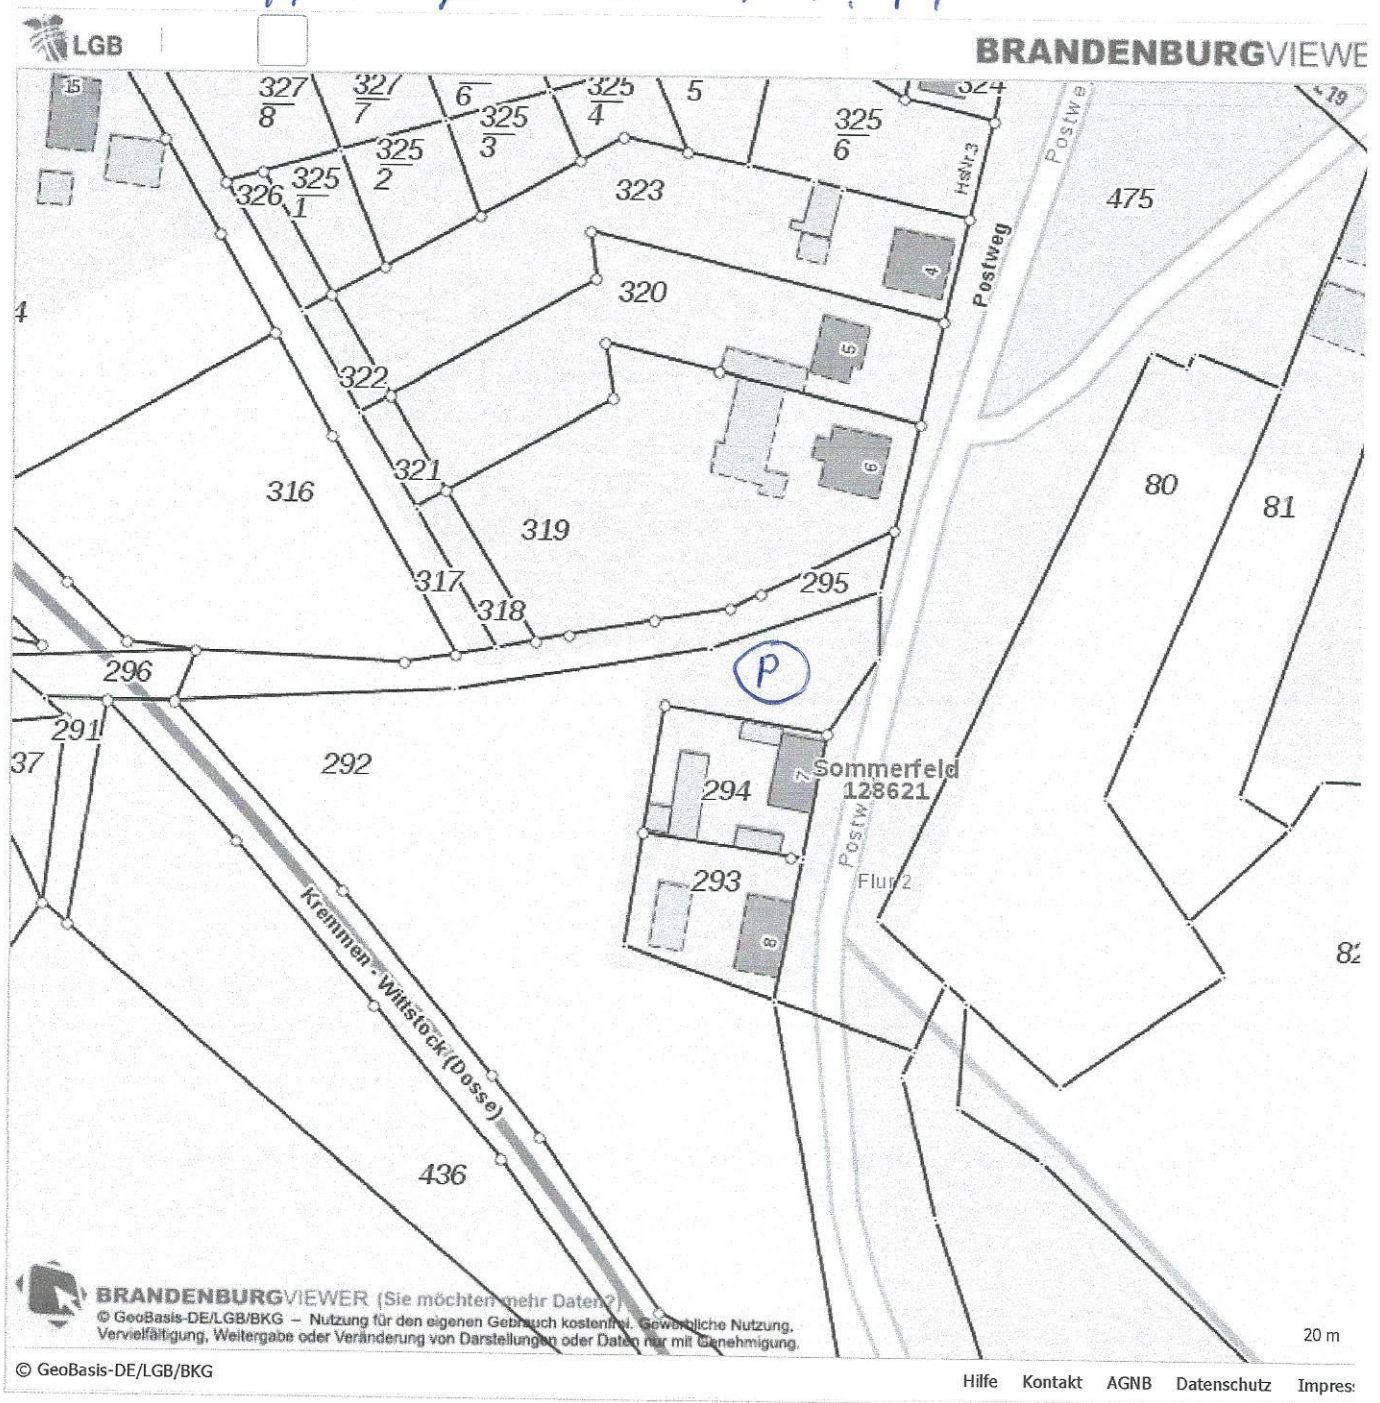 LGB
BRANDENBURGVIEWE
15
327
8
327
7
6
325
3
325
4
5
325
6
324
L 19
Postwe
HsNr.3
475
325
2
325
1
326
323
Postweg
4
320
5
4
322
321
6
316
319
80
81
317
318
295
296
P
291
37
292
294
7
Sommerfeld
128621
Postw
293
Flur 2
8
82
Kremmen - Wittstock (Dosse)
436
BRANDENBURGVIEWER (Sie möchten mehr Daten?)
© GeoBasis-DE/LGB/BKG – Nutzung für den eigenen Gebrauch kostenfrei. Gewerbliche Nutzung,
Vervielfältigung, Weitergabe oder Veränderung von Darstellungen oder Daten nur mit Genehmigung.
20 m
© GeoBasis-DE/LGB/BKG
Hilfe Kontakt AGNB Datenschutz Impres